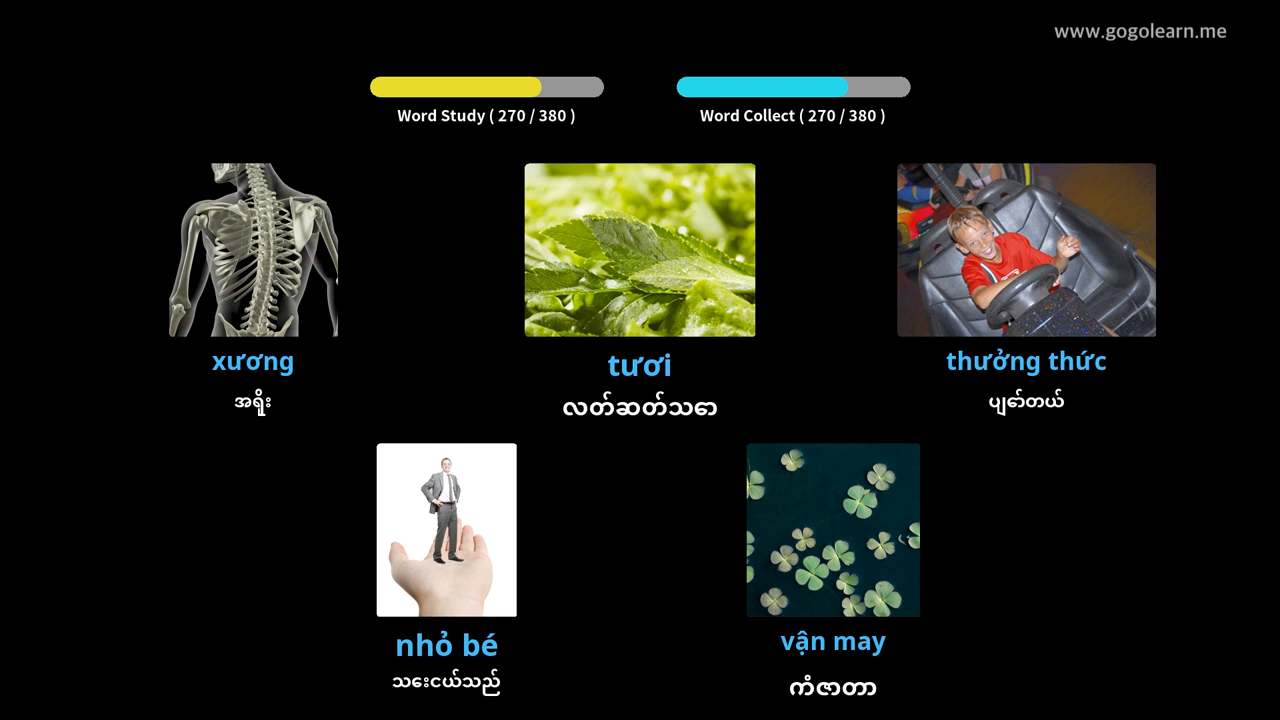 www.gogolearn.me
Word Study ( 270 / 380 )
Word Collect ( 270 / 380 )
xương
အရိုး
tươi
လတ်ဆတ်သော
thưởng thức
ပျော်တယ်
nhỏ bé
သေးငယ်သည်
vận may
ကံဇာတာ